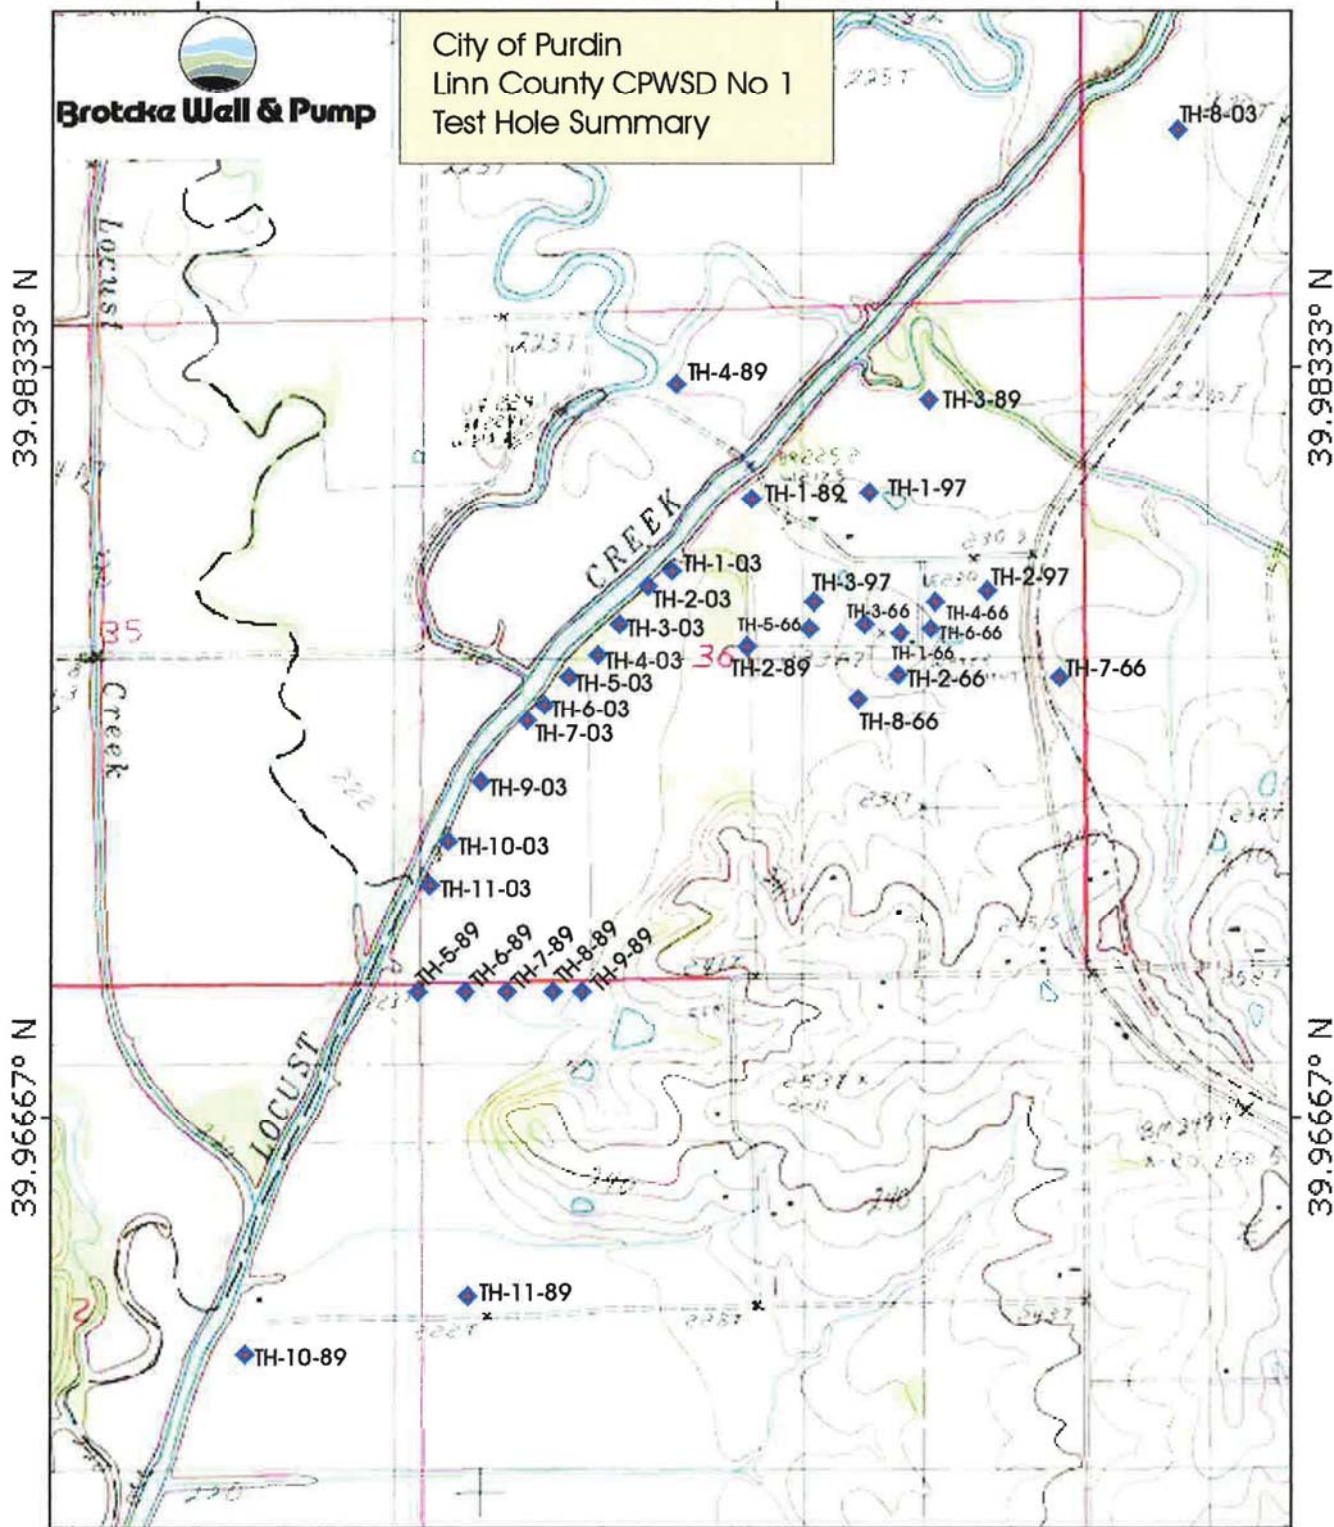 Brotcke Well & Pump
City of Purdin
Linn County CPWSD No 1
Test Hole Summary
225T
TH-8-03
Locust
39.98333° N
39.98333° N
225T
TH-4-89
TH-3-89
TH-1-89
TH-1-97
CREEK
TH-1-03
TH-2-03
TH-3-97
TH-2-97
TH-3-03
TH-5-66
TH-3-66
TH-4-66
TH-6-66
35
TH-4-03
36
TH-2-89
TH-1-66
TH-5-03
TH-2-66
TH-7-66
Creek
TH-6-03
TH-8-66
TH-7-03
TH-9-03
222
TH-10-03
TH-11-03
TH-5-89
TH-6-89
TH-7-89
TH-8-89
TH-9-89
LOCUST
39.96667° N
39.96667° N
240
240
2
TH-11-89
TH-10-89